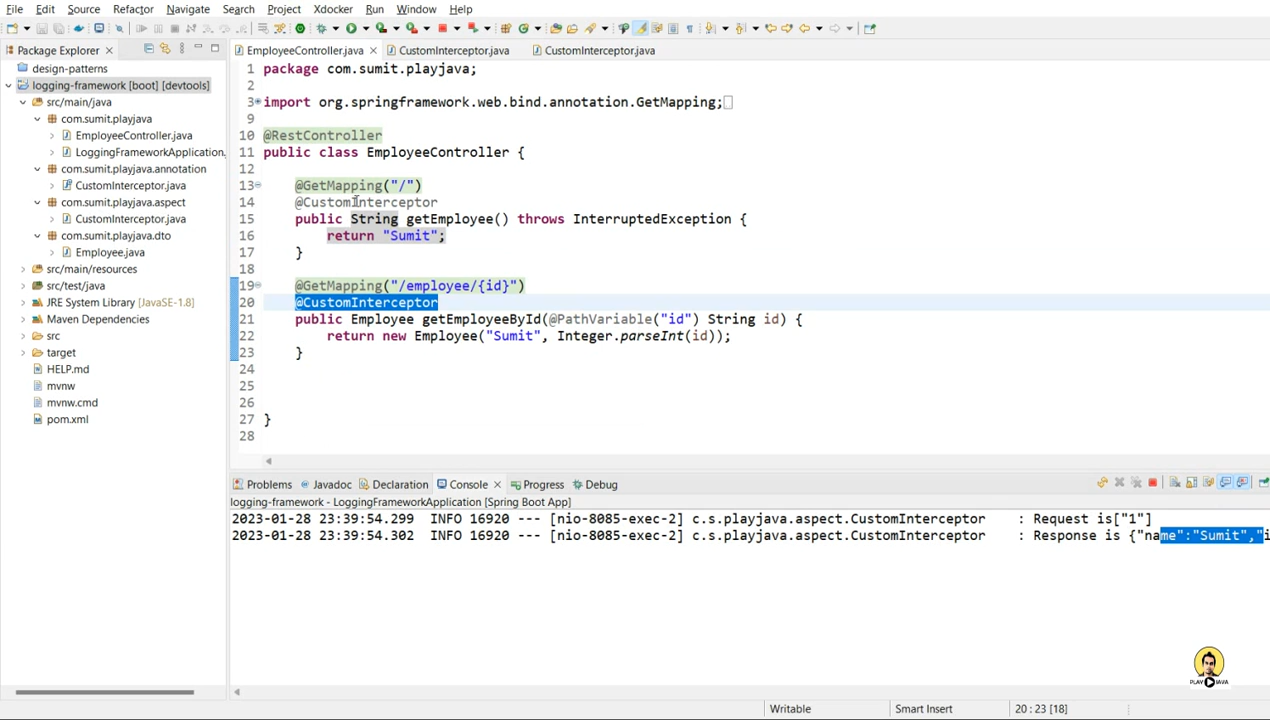 File Edit Source Refactor Navigate Search Project Xdocker Run Window Help
Package Explorer
EmployeeController.java CustomInterceptor.java CustomInterceptor.java
design-patterns
logging-framework [boot] [devtools]
src/main/java
com.sumit.playjava
EmployeeController.java
LoggingFrameworkApplication.
com.sumit.playjava.annotation
CustomInterceptor.java
com.sumit.playjava.aspect
CustomInterceptor.java
com.sumit.playjava.dto
Employee.java
src/main/resources
src/test/java
JRE System Library [JavaSE-1.8]
Maven Dependencies
src
target
HELP.md
mvnw
mvnw.cmd
pom.xml
1 package com.sumit.playjava;
2
3 import org.springframework.web.bind.annotation.GetMapping;
9
10 @RestController
11 public class EmployeeController {
12
13 @GetMapping("/")
14 @CustomInterceptor
15 public String getEmployee() throws InterruptedException {
16 return "Sumit";
17 }
18
19 @GetMapping("/employee/{id}")
20 @CustomInterceptor
21 public Employee getEmployeeById(@PathVariable("id") String id) {
22 return new Employee("Sumit", Integer.parseInt(id));
23 }
24
25
26
27 }
28
Problems Javadoc Declaration Console Progress Debug
logging-framework - LoggingFrameworkApplication [Spring Boot App]
2023-01-28 23:39:54.299 INFO 16920 --- [nio-8085-exec-2] c.s.playjava.aspect.CustomInterceptor : Request is["1"]
2023-01-28 23:39:54.302 INFO 16920 --- [nio-8085-exec-2] c.s.playjava.aspect.CustomInterceptor : Response is {"name":"Sumit","i
PLAY JAVA
Writable Smart Insert 20 : 23 [18]